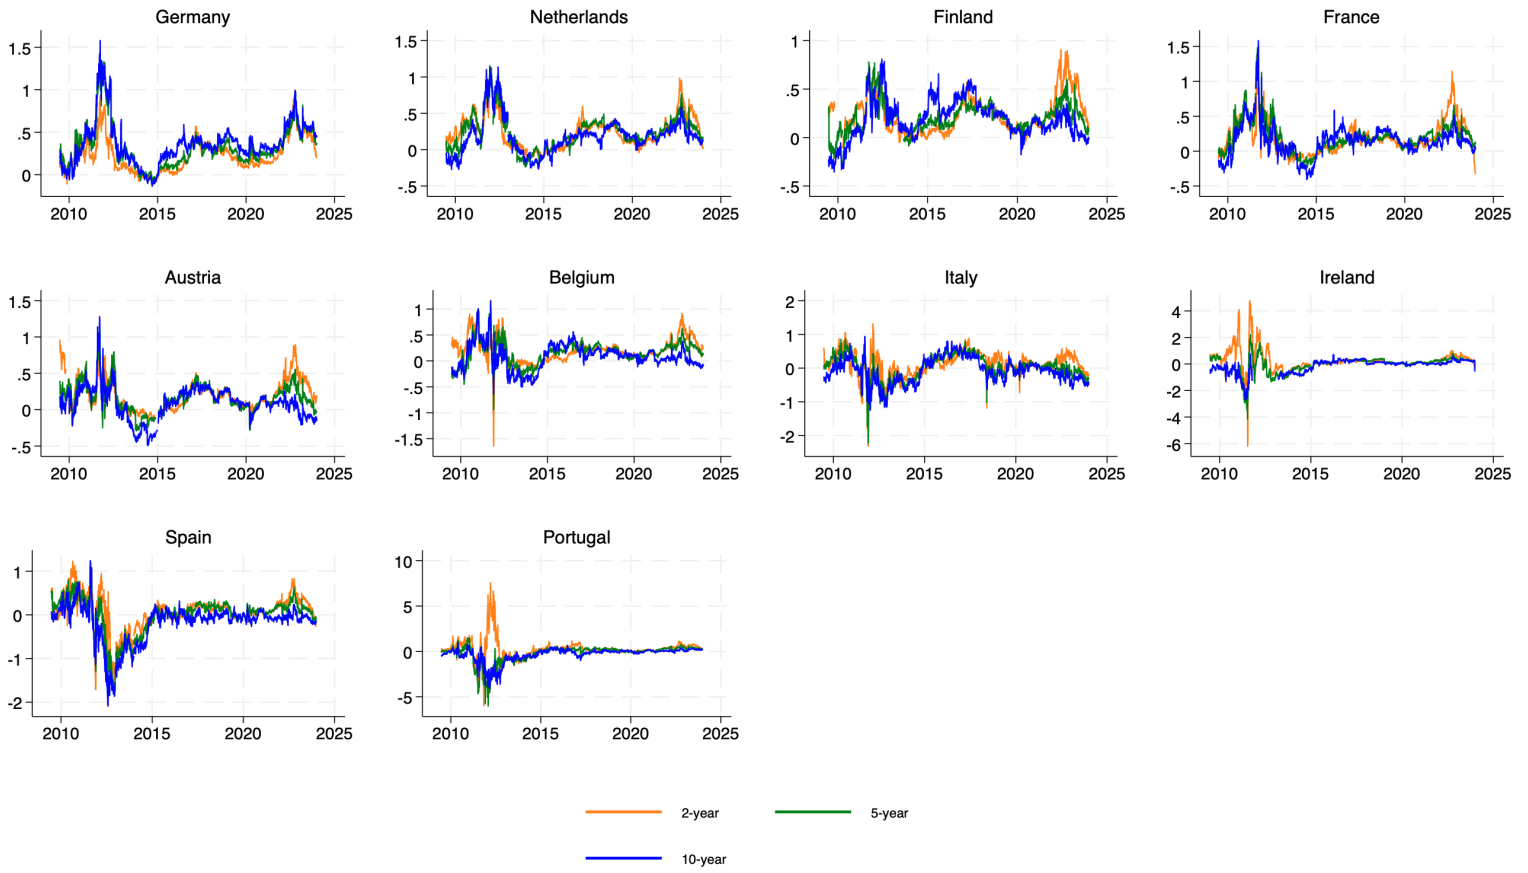 Germany Netherlands Finland France
1.5 1 .5 0
2010 2015 2020 2025
1.5 1 .5 0 -.5
2010 2015 2020 2025
1 .5 0 -.5
2010 2015 2020 2025
1.5 1 .5 0 -.5
2010 2015 2020 2025
Austria Belgium Italy Ireland
1.5 1 .5 0 -.5
2010 2015 2020 2025
1 .5 0 -.5 -1 -1.5
2010 2015 2020 2025
2 1 0 -1 -2
2010 2015 2020 2025
4 2 0 -2 -4 -6
2010 2015 2020 2025
Spain Portugal
1 0 -1 -2
2010 2015 2020 2025
10 5 0 -5
2010 2015 2020 2025
2-year 5-year
10-year